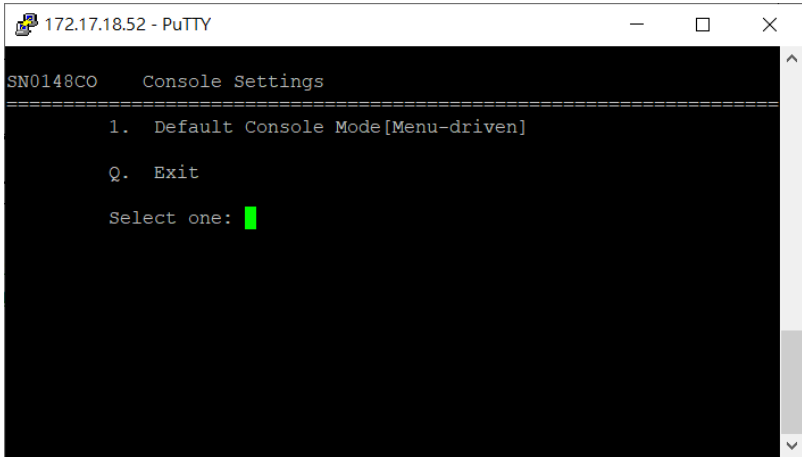 172.17.18.52 - PuTTY
SN0148CO    Console Settings
====================================================================
1.  Default Console Mode[Menu-driven]
Q.  Exit
Select one: